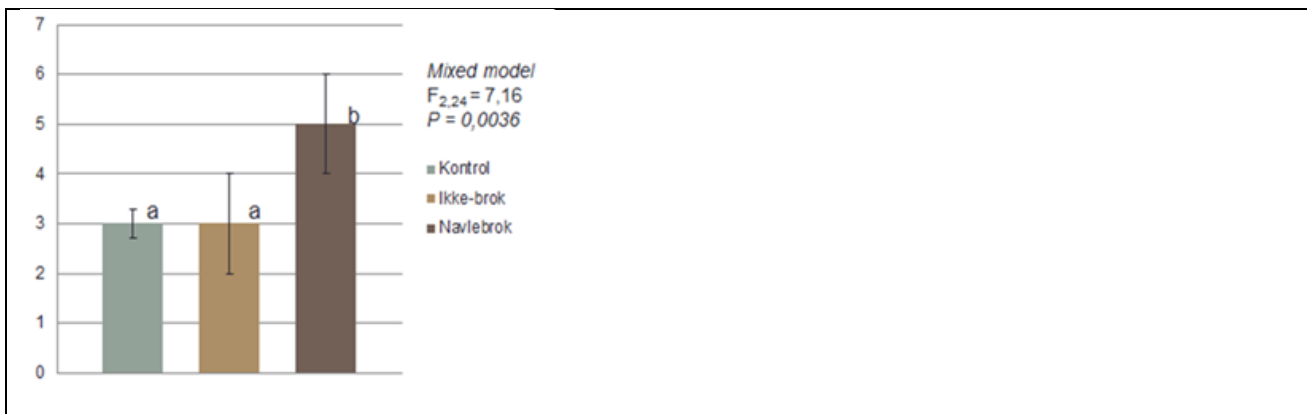 7
6
5
4
3
2
1
0
a
a
b
Mixed model
F2,24 = 7,16
P = 0,0036
Kontrol
Ikke-brok
Navlebrok